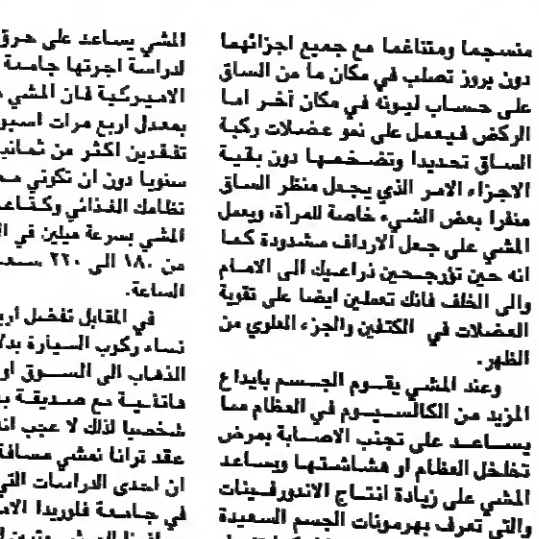 منسجما ومتناغما مع جميع اجزائهما
دون بروز تصلب في مكان ما من الساق
على حساب ليونه في مكان آخر اما
الركض فيعمل على نمو عضلات ركبة
الساق تحديدا وتضخمها دون بقية
الاجزاء الامر الذي يجعل منظر الساق
منفرا بعض الشيء خاصة للمرأة، ويعمل
المشي على جعل الارداف مشدودة كما
انه حين تؤرجحين ذراعيك الى الامام
والى الخلف فانك تعملين ايضا على تقوية
العضلات في الكتفين والجزء العلوي من
الظهر.
وعند المشي يقوم الجسم بايداع
المزيد من الكالسيوم في العظام مما
يساعد على تجنب الاصابة بمرض
تخلخل العظام او هشاشتها ويساعد
المشي على زيادة انتاج الاندورفينات
والتي تعرف بهرمونات الجسم السعيدة
المشي يساعد على حرق
لدراسة اجرتها جامعة
الاميركية فان المشي
بمعدل اربع مرات اسبو
تفقدين اكثر من ثماني
سنويا دون ان تكوني مح
نظامك الغذائي وكقاعد
المشي بسرعة ميلين في ال
من ١٨٠ الى ٢٢٠ سعر
الساعة.
في المقابل تفضل أرب
نساء ركوب السيارة بدلا
الذهاب الى السوق او
هاتفية مع صديقة ب
شخصيا لذلك لا عجب ان
عقد ترانا نمشي مسافة
ان احدى الدراسات التي
في جامعة فلوريدا الام